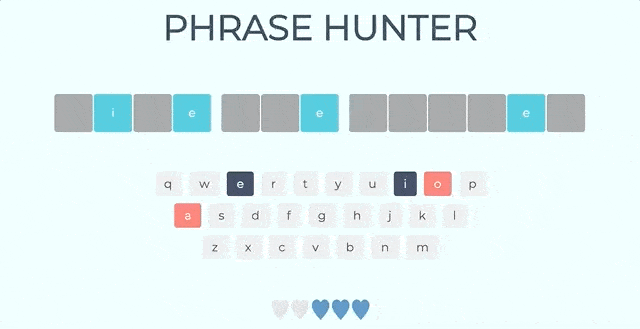 PHRASE HUNTER
i e e e
q w e r t y u i o p
a s d f g h j k l
z x c v b n m